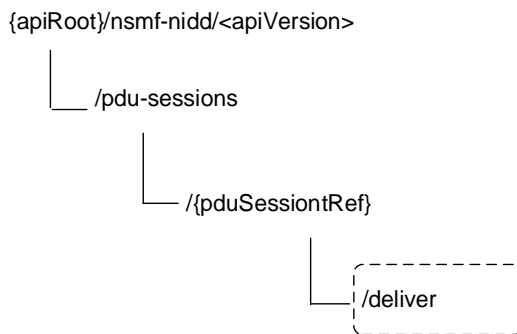 {apiRoot}/nsmf-nidd/<apiVersion>
/pdu-sessions
/{pduSessiontRef}
/deliver